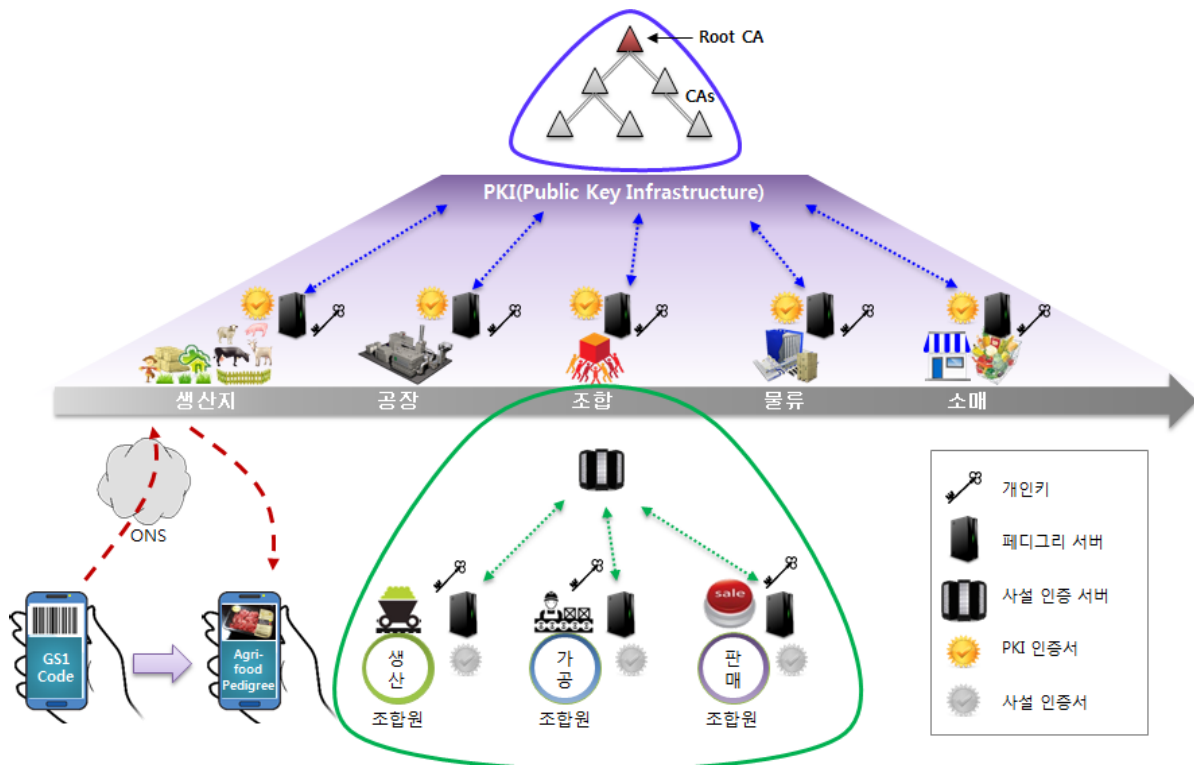 Root CA
CAs
PKI(Public Key Infrastructure)
생산지
공장
조합
물류
소매
ONS
GS1
Code
Agri-
food
Pedigree
생
산
조합원
가
공
조합원
sale
판
매
조합원
개인키
페디그리 서버
사설 인증 서버
PKI 인증서
사설 인증서